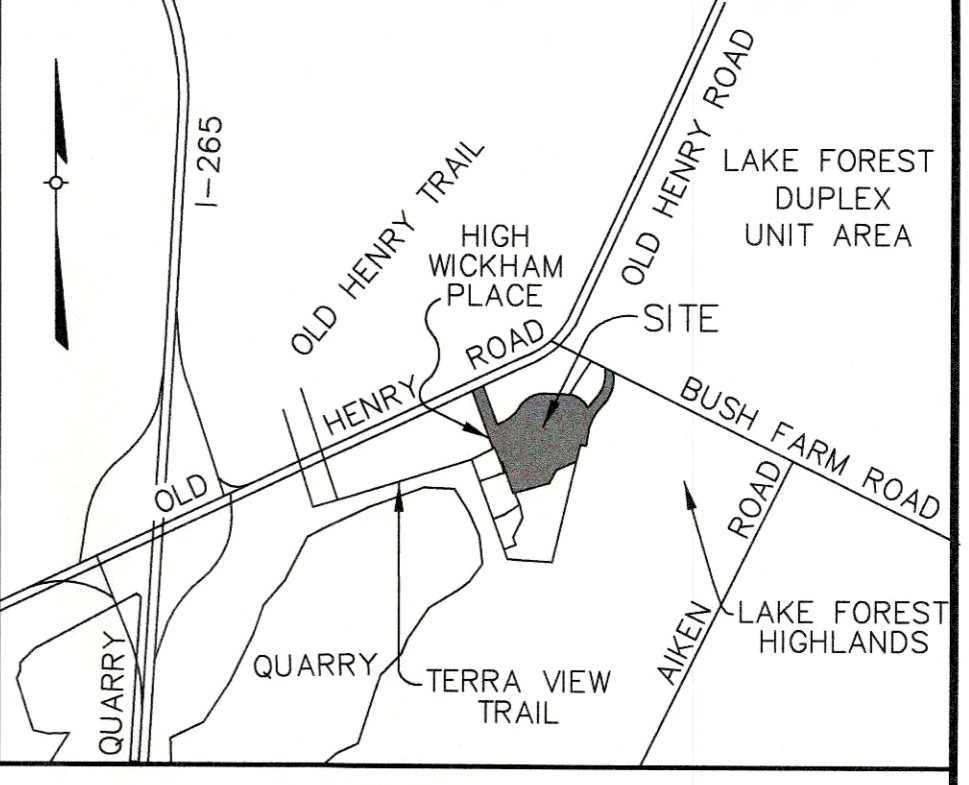 I-265
OLD HENRY TRAIL
HIGH
WICKHAM
PLACE
OLD HENRY ROAD
LAKE FOREST
DUPLEX
UNIT AREA
SITE
OLD HENRY ROAD
BUSH FARM ROAD
AIKEN ROAD
LAKE FOREST
HIGHLANDS
QUARRY
TERRA VIEW
TRAIL
QUARRY